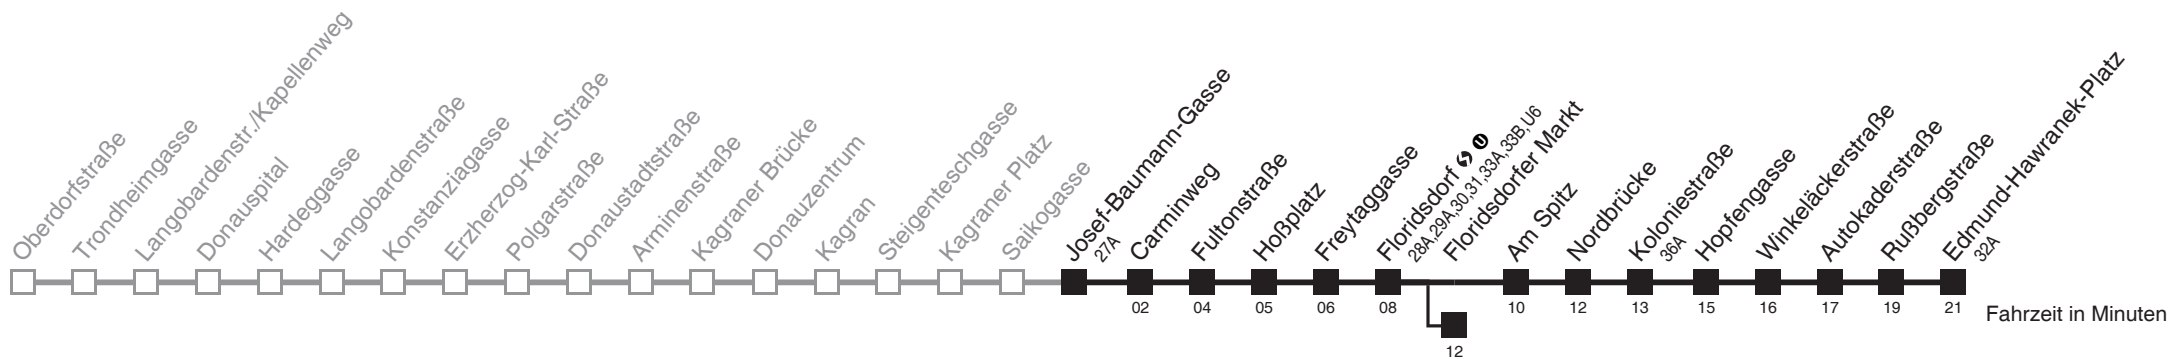 Oberdorfstraße
Trondheimgasse
Langobardenstr./Kapellenweg
Donauspital
Hardeggasse
Langobardenstraße
Konstanziagasse
Erzherzog-Karl-Straße
Polgarstraße
Donaustadtstraße
Arminenstraße
Kagraner Brücke
Donauzentrum
Kagran
Steigenteschgasse
Kagraner Platz
Saikogasse
Josef-Baumann-Gasse
27A
Carminweg
Fultonstraße
Hoßplatz
Freytaggasse
Floridsdorf S U
28A,29A,30,31,33A,33B,U6
Floridsdorfer Markt
Am Spitz
Nordbrücke
Koloniestraße
36A
Hopfengasse
Winkeläckerstraße
Autokaderstraße
Rußbergstraße
Edmund-Hawranek-Platz
32A
02 04 05 06 08 10 12 13 15 16 17 19 21
Fahrzeit in Minuten
12